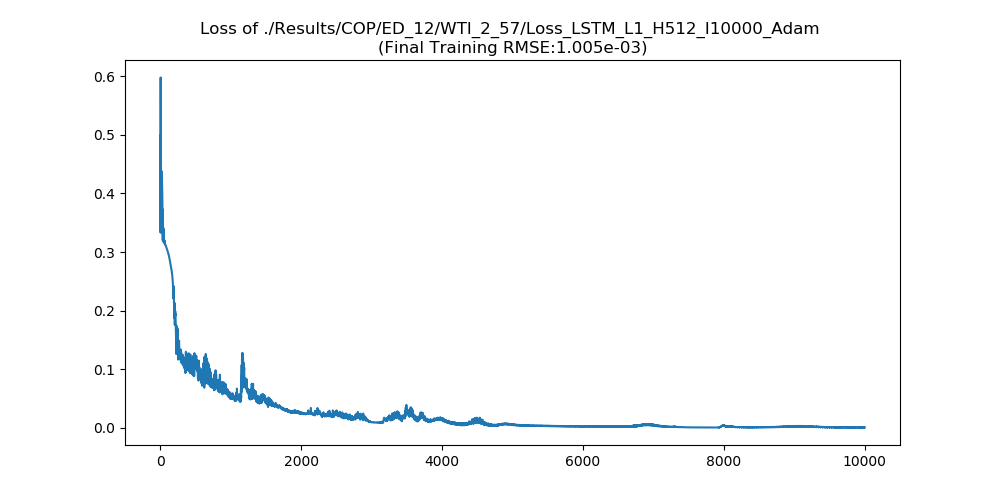 Loss of ./Results/COP/ED_12/WTI_2_57/Loss_LSTM_L1_H512_I10000_Adam
(Final Training RMSE:1.005e-03)
0.6
0.5
0.4
0.3
0.2
0.1
0.0
0 2000 4000 6000 8000 10000